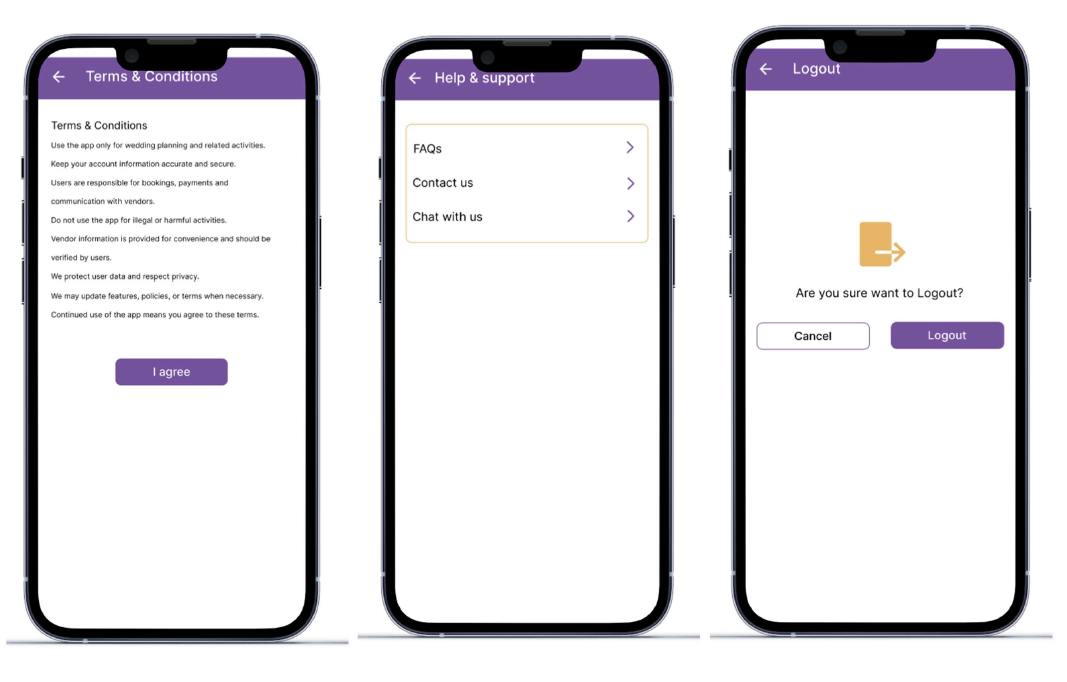 Terms & Conditions
Terms & Conditions
Use the app only for wedding planning and related activities.
Keep your account information accurate and secure.
Users are responsible for bookings, payments and
communication with vendors.
Do not use the app for illegal or harmful activities.
Vendor information is provided for convenience and should be
verified by users.
We protect user data and respect privacy.
We may update features, policies, or terms when necessary.
Continued use of the app means you agree to these terms.
I agree
Help & support
FAQs
Contact us
Chat with us
Logout
Are you sure want to Logout?
Cancel
Logout